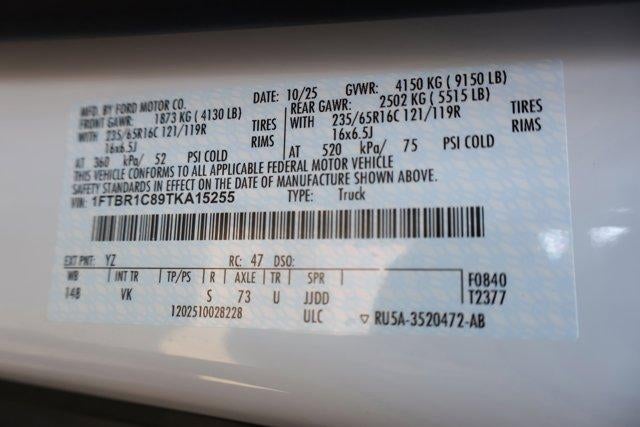 MFD. BY FORD MOTOR CO. DATE: 10/25 GVWR: 4150 KG ( 9150 LB)
FRONT GAWR: 1873 KG ( 4130 LB) REAR GAWR: 2502 KG ( 5515 LB)
WITH 235/65R16C 121/119R TIRES WITH 235/65R16C 121/119R TIRES
16x6.5J RIMS 16x6.5J RIMS
AT 360 kPa/ 52 PSI COLD AT 520 kPa/ 75 PSI COLD
THIS VEHICLE CONFORMS TO ALL APPLICABLE FEDERAL MOTOR VEHICLE
SAFETY STANDARDS IN EFFECT ON THE DATE OF MANUFACTURE SHOWN ABOVE.
VIN: 1FTBR1C89TKA15255 TYPE: Truck
EXT PNT: YZ RC: 47 DSO:
WB INT TR TP/PS R AXLE TR SPR F0840
148 VK S 73 U JJDD T2377
1202510028228 ULC ▽ RU5A-3520472-AB